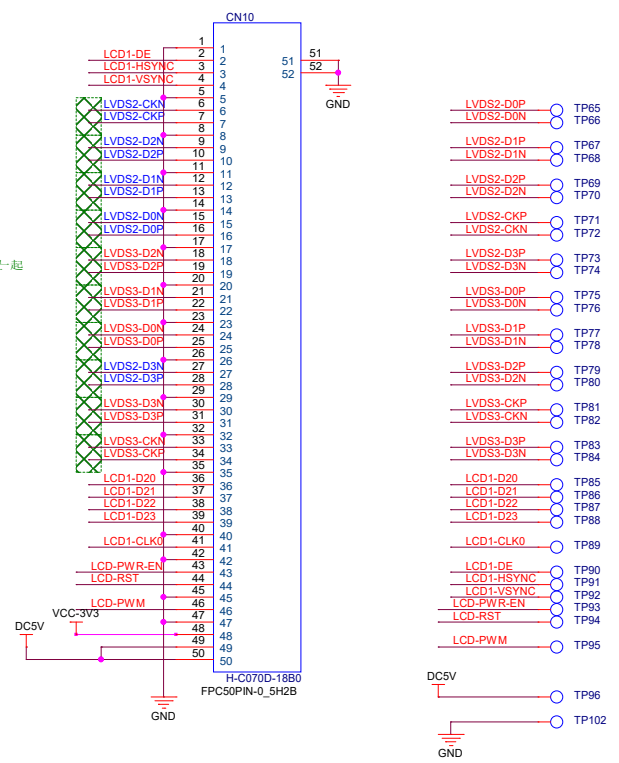 CN10
1 1
LCD1-DE 2 2 51 51
LCD1-HSYNC 3 3 52 52
LCD1-VSYNC 4 4
GND
5 5
LVDS2-CKN 6 6
LVDS2-CKP 7 7
8 8
LVDS2-D2N 9 9
LVDS2-D2P 10 10
11 11
LVDS2-D1N 12 12
LVDS2-D1P 13 13
14 14
LVDS2-D0N 15 15
LVDS2-D0P 16 16
17 17
一起
LVDS3-D2N 18 18
LVDS3-D2P 19 19
20 20
LVDS3-D1N 21 21
LVDS3-D1P 22 22
23 23
LVDS3-D0N 24 24
LVDS3-D0P 25 25
26 26
LVDS2-D3N 27 27
LVDS2-D3P 28 28
29 29
LVDS3-D3N 30 30
LVDS3-D3P 31 31
32 32
LVDS3-CKN 33 33
LVDS3-CKP 34 34
35 35
LCD1-D20 36 36
LCD1-D21 37 37
LCD1-D22 38 38
LCD1-D23 39 39
40 40
LCD1-CLK0 41 41
42 42
LCD-PWR-EN 43 43
LCD-RST 44 44
45 45
LCD-PWM 46 46
VCC-3V3 47 47
DC5V 48 48
49 49
50 50
H-C070D-18B0
FPC50PIN-0_5H2B
GND
LVDS2-D0P TP65
LVDS2-D0N TP66
LVDS2-D1P TP67
LVDS2-D1N TP68
LVDS2-D2P TP69
LVDS2-D2N TP70
LVDS2-CKP TP71
LVDS2-CKN TP72
LVDS2-D3P TP73
LVDS2-D3N TP74
LVDS3-D0P TP75
LVDS3-D0N TP76
LVDS3-D1P TP77
LVDS3-D1N TP78
LVDS3-D2P TP79
LVDS3-D2N TP80
LVDS3-CKP TP81
LVDS3-CKN TP82
LVDS3-D3P TP83
LVDS3-D3N TP84
LCD1-D20 TP85
LCD1-D21 TP86
LCD1-D22 TP87
LCD1-D23 TP88
LCD1-CLK0 TP89
LCD1-DE TP90
LCD1-HSYNC TP91
LCD1-VSYNC TP92
LCD-PWR-EN TP93
LCD-RST TP94
LCD-PWM TP95
DC5V
TP96
TP102
GND